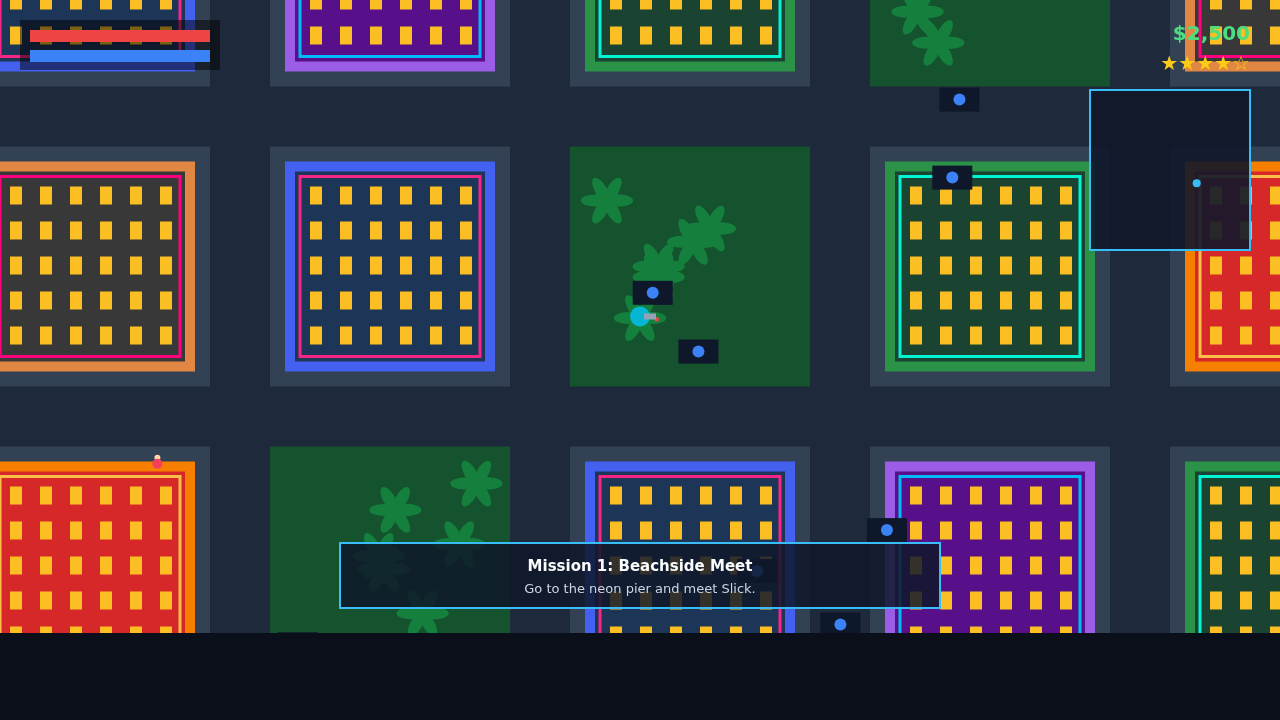 $2,500
★★★★☆
Mission 1: Beachside Meet
Go to the neon pier and meet Slick.